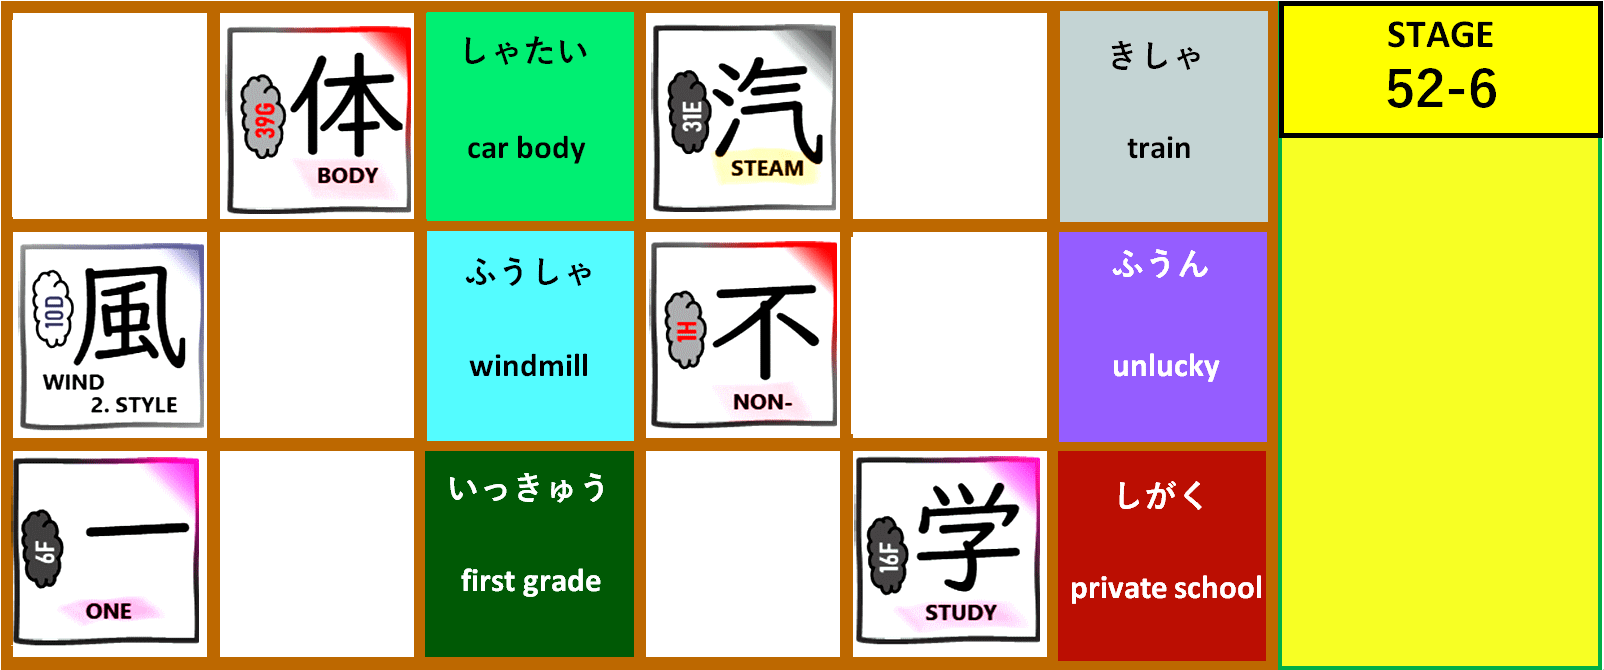 39G
体
BODY
しゃたい
car body
31E
汽
STEAM
きしゃ
train
STAGE
52-6
10D
風
WIND
2. STYLE
ふうしゃ
windmill
1H
不
NON-
ふうん
unlucky
6F
一
ONE
いっきゅう
first grade
16F
学
STUDY
しがく
private school